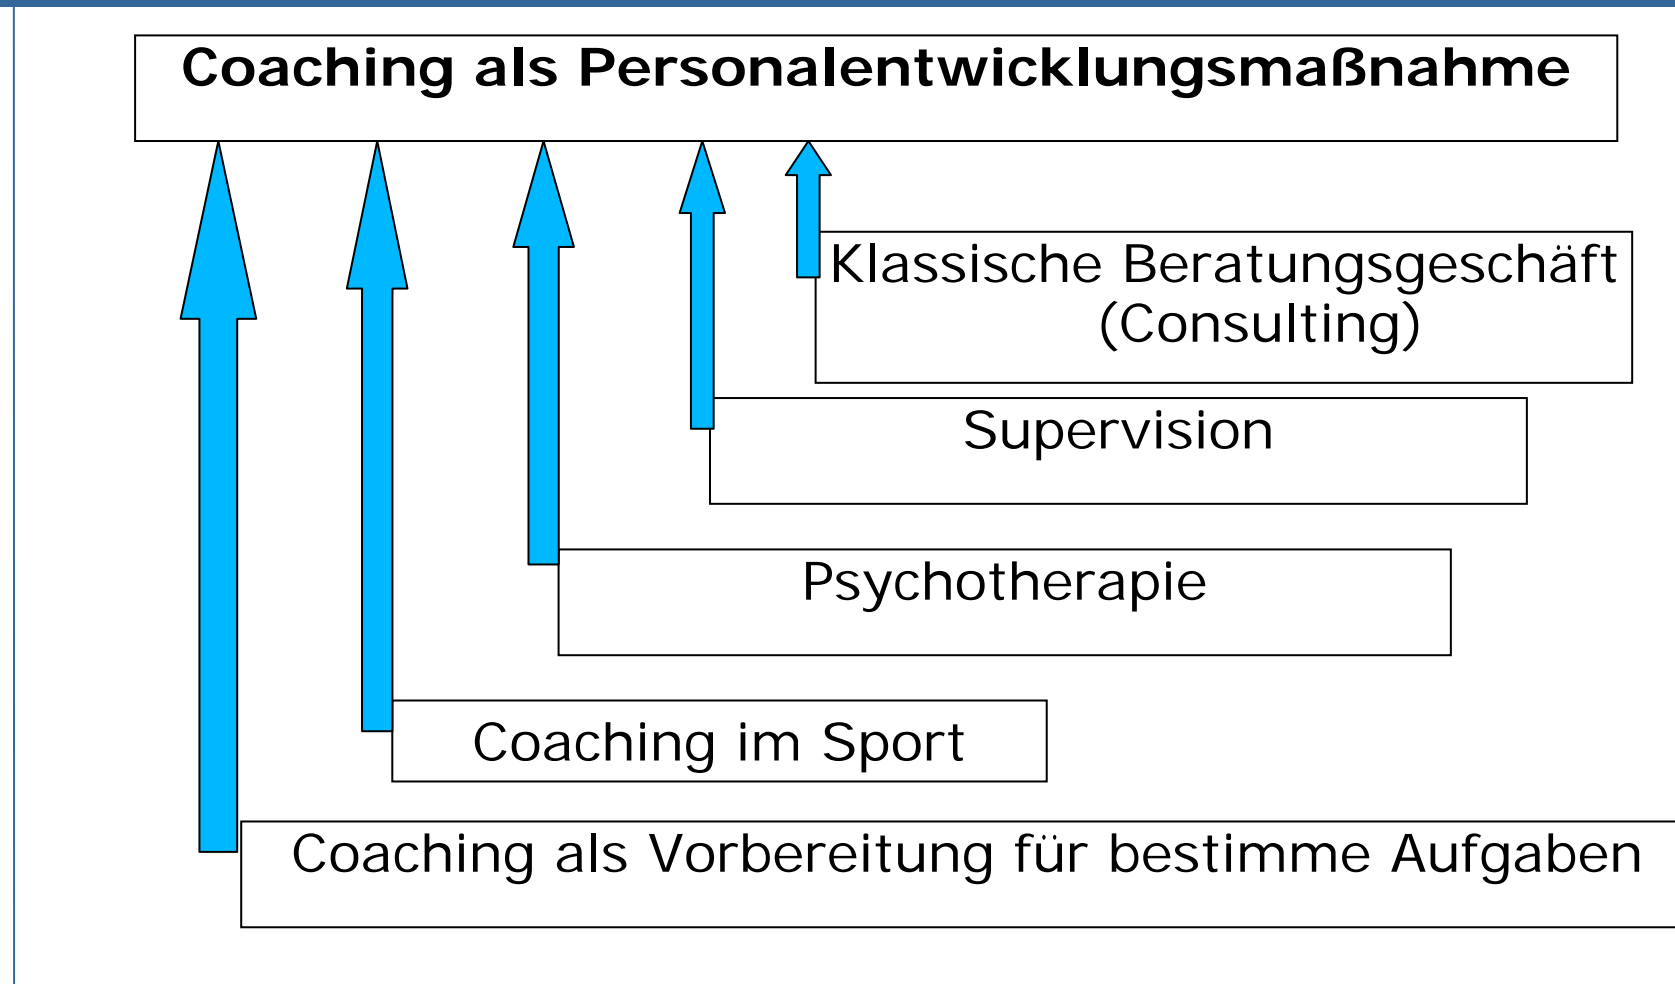 Coaching als Personalentwicklungsmaßnahme
Klassische Beratungsgeschäft
(Consulting)
Supervision
Psychotherapie
Coaching im Sport
Coaching als Vorbereitung für bestimme Aufgaben